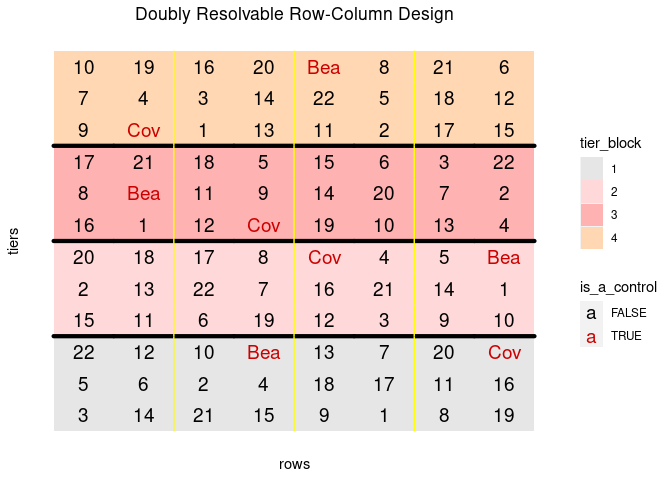 Doubly Resolvable Row-Column Design
10 19 16 20 Bea 8 21 6
7 4 3 14 22 5 18 12
9 Cov 1 13 11 2 17 15
17 21 18 5 15 6 3 22
8 Bea 11 9 14 20 7 2
16 1 12 Cov 19 10 13 4
20 18 17 8 Cov 4 5 Bea
2 13 22 7 16 21 14 1
15 11 6 19 12 3 9 10
22 12 10 Bea 13 7 20 Cov
5 6 2 4 18 17 11 16
3 14 21 15 9 1 8 19
tiers
rows
tier_block
1
2
3
4
is_a_control
a FALSE
a TRUE